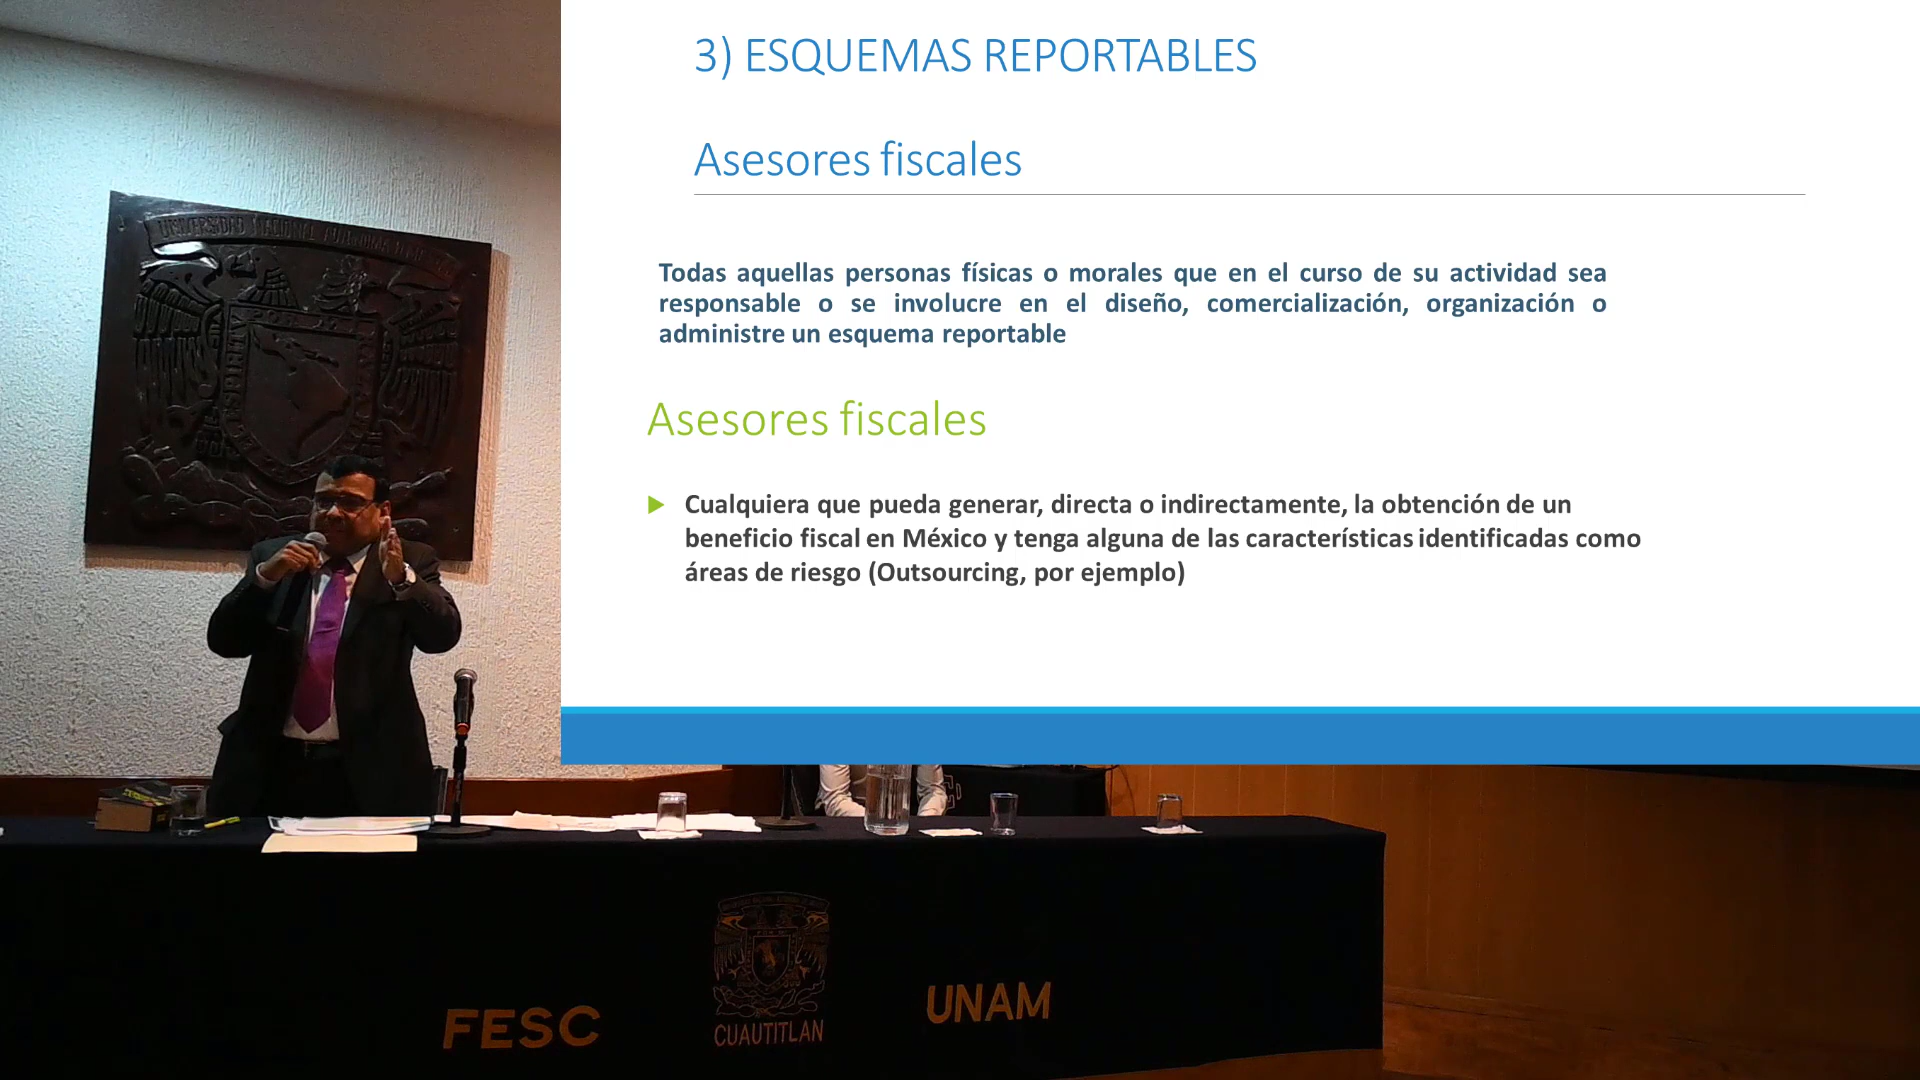 3) ESQUEMAS REPORTABLES
Asesores fiscales
Todas aquellas personas físicas o morales que en el curso de su actividad sea
responsable o se involucre en el diseño, comercialización, organización o
administre un esquema reportable
Asesores fiscales
Cualquiera que pueda generar, directa o indirectamente, la obtención de un
beneficio fiscal en México y tenga alguna de las características identificadas como
áreas de riesgo (Outsourcing, por ejemplo)
UNIVERSIDAD NACIONAL
FESC
CUAUTITLAN
UNAM